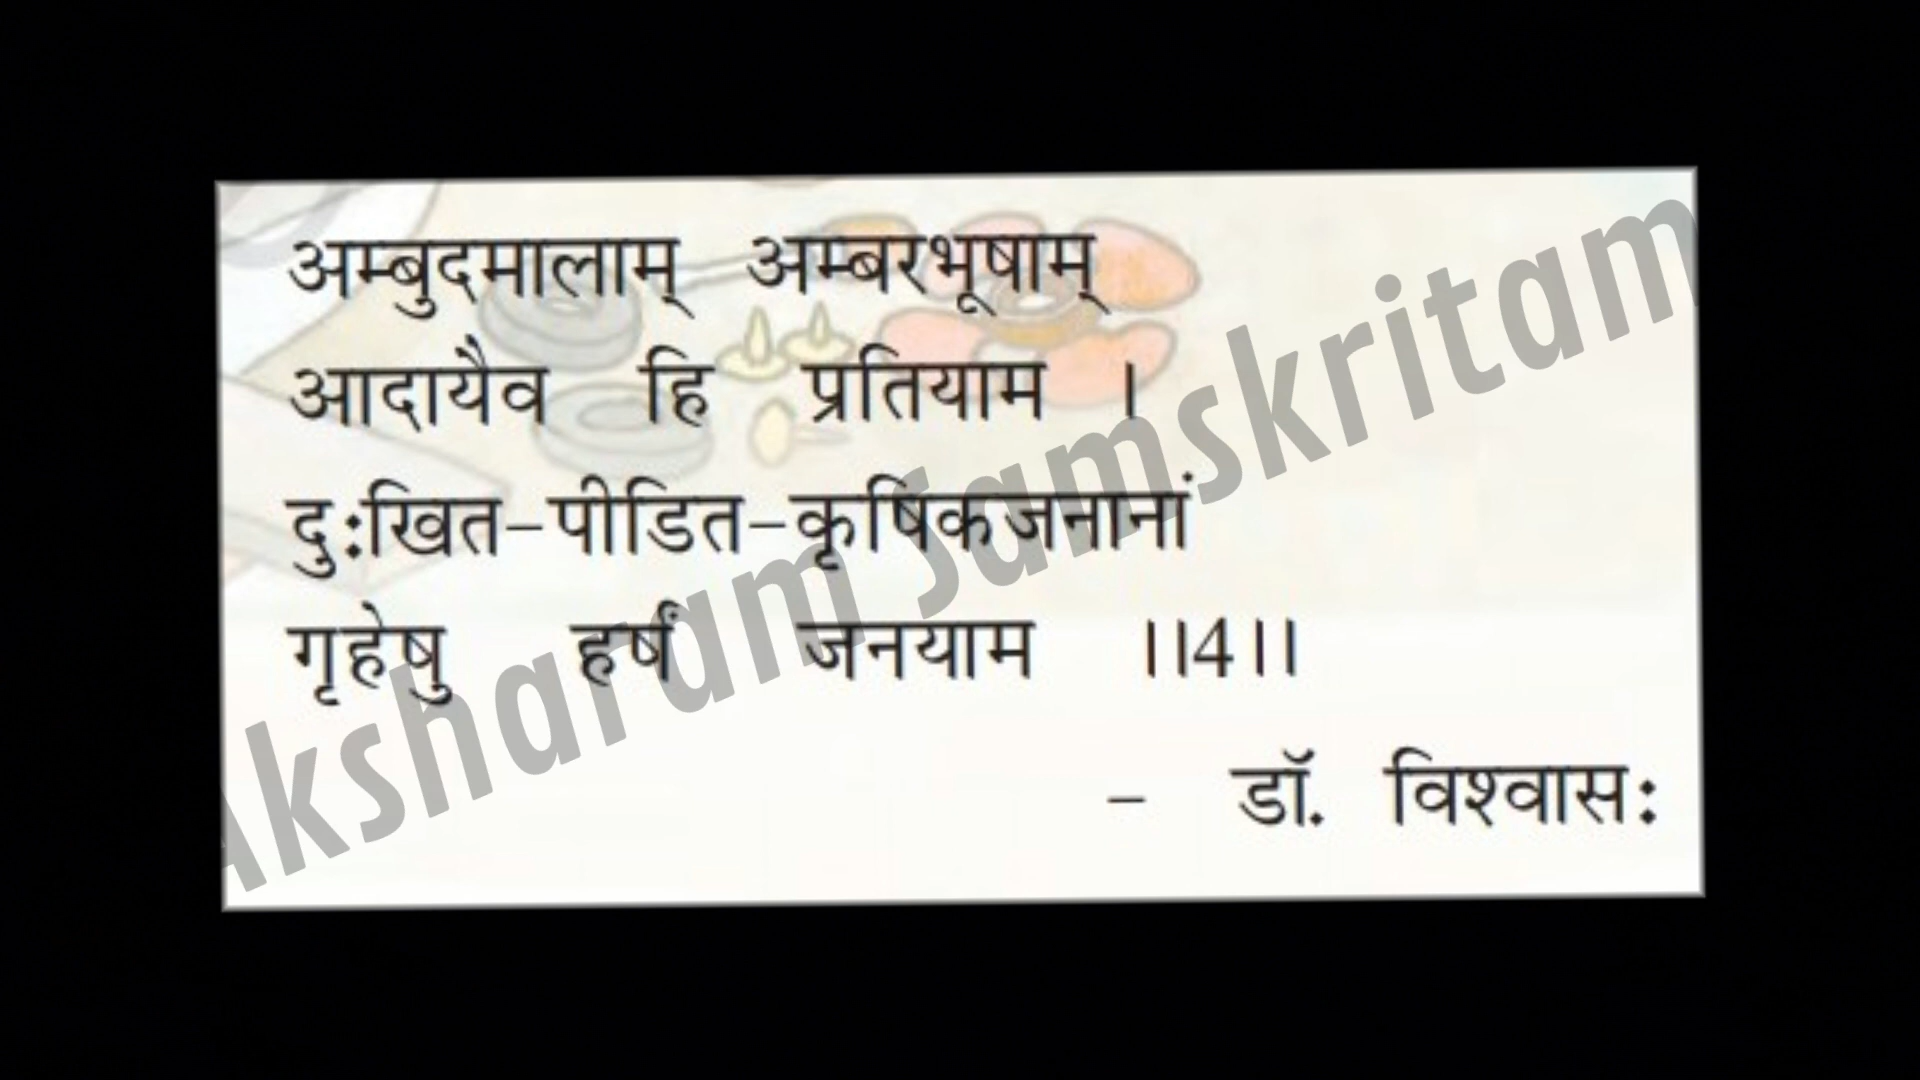 अम्बुदमालाम् अम्बरभूषाम्
आदायैव हि प्रतियाम ।
दुःखित-पीडित-कृषिकजनानां
गृहेषु हर्षं जनयाम ।।4।।
- डॉ. विश्वासः
Aksharam Samskritam